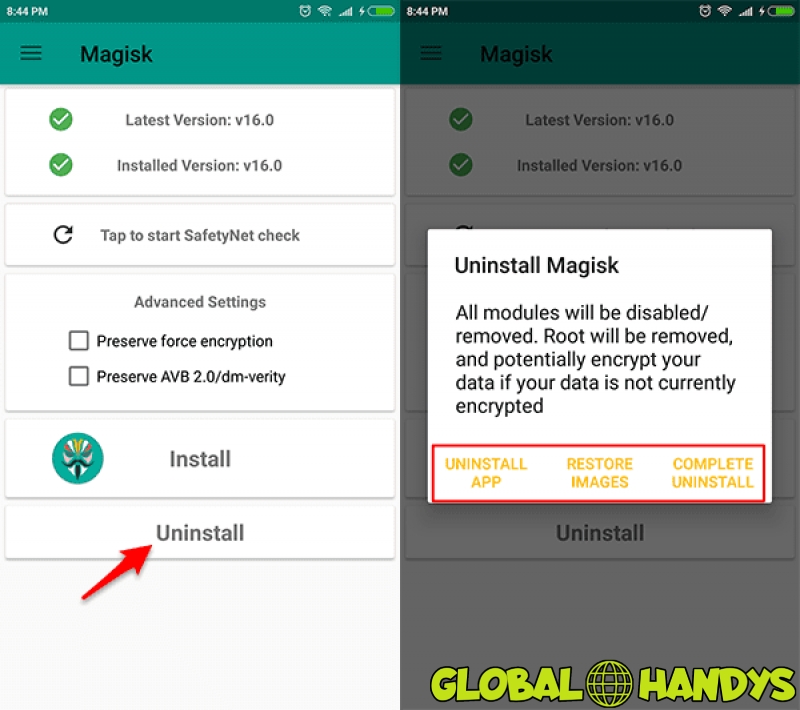 8:44 PM
Magisk
Latest Version: v16.0
Installed Version: v16.0
Tap to start SafetyNet check
Advanced Settings
Preserve force encryption
Preserve AVB 2.0/dm-verity
Install
Uninstall
8:44 PM
Magisk
Latest Version: v16.0
Installed Version: v16.0
Uninstall Magisk
All modules will be disabled/
removed. Root will be removed,
and potentially encrypt your
data if your data is not currently
encrypted
UNINSTALL
APP
RESTORE
IMAGES
COMPLETE
UNINSTALL
Uninstall
GLOBAL HANDYS